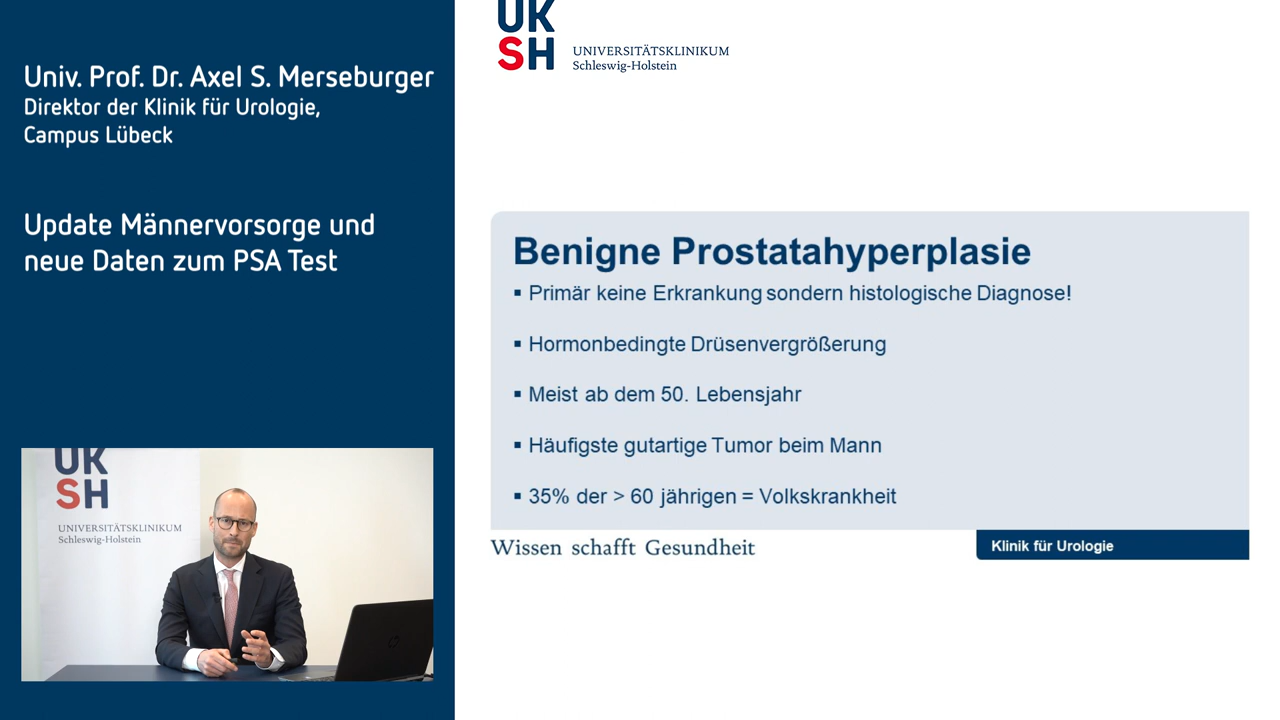 Univ. Prof. Dr. Axel S. Merseburger
Direktor der Klinik für Urologie,
Campus Lübeck
Update Männervorsorge und
neue Daten zum PSA Test
UK
SH
UNIVERSITÄTSKLINIKUM
Schleswig-Holstein
UK
SH
UNIVERSITÄTSKLINIKUM
Schleswig-Holstein
Benigne Prostatahyperplasie
▪ Primär keine Erkrankung sondern histologische Diagnose!
▪ Hormonbedingte Drüsenvergrößerung
▪ Meist ab dem 50. Lebensjahr
▪ Häufigste gutartige Tumor beim Mann
▪ 35% der > 60 jährigen = Volkskrankheit
Wissen schafft Gesundheit
Klinik für Urologie